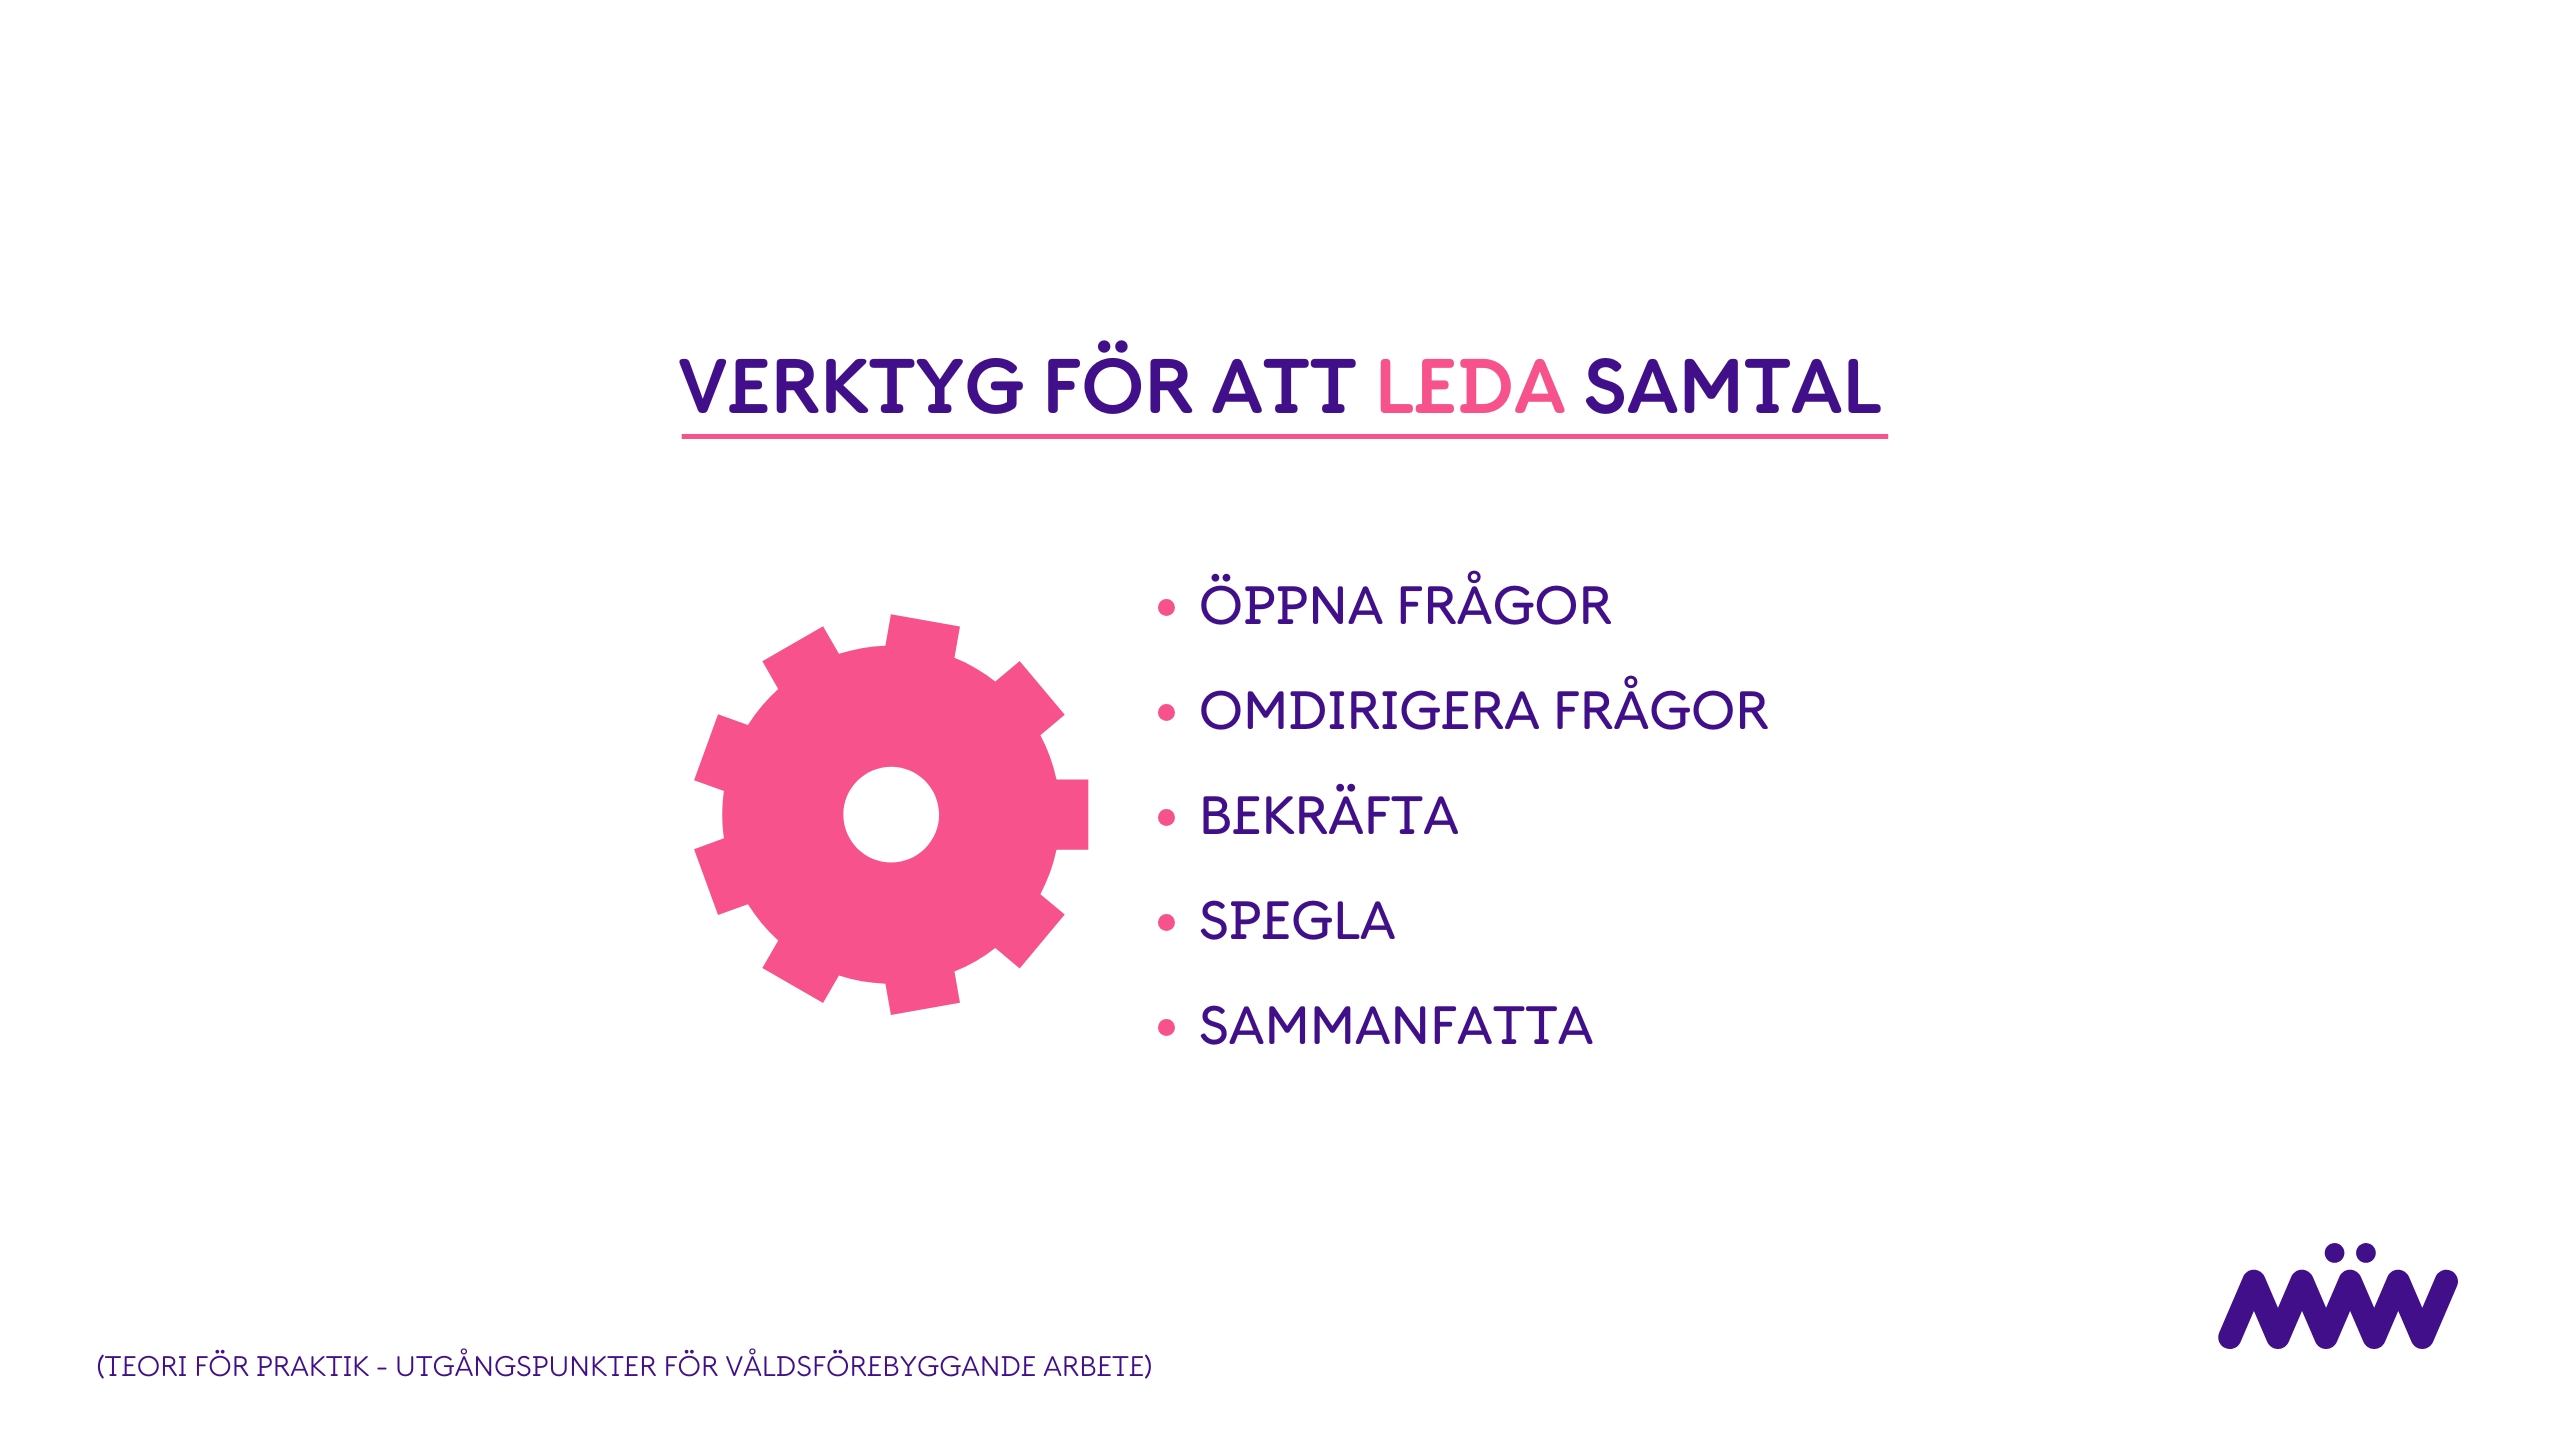 VERKTYG FÖR ATT LEDA SAMTAL
ÖPPNA FRÅGOR
OMDIRIGERA FRÅGOR
BEKRÄFTA
SPEGLA
SAMMANFATTA
(TEORI FÖR PRAKTIK - UTGÅNGSPUNKTER FÖR VÅLDSFÖREBYGGANDE ARBETE)
MÄN